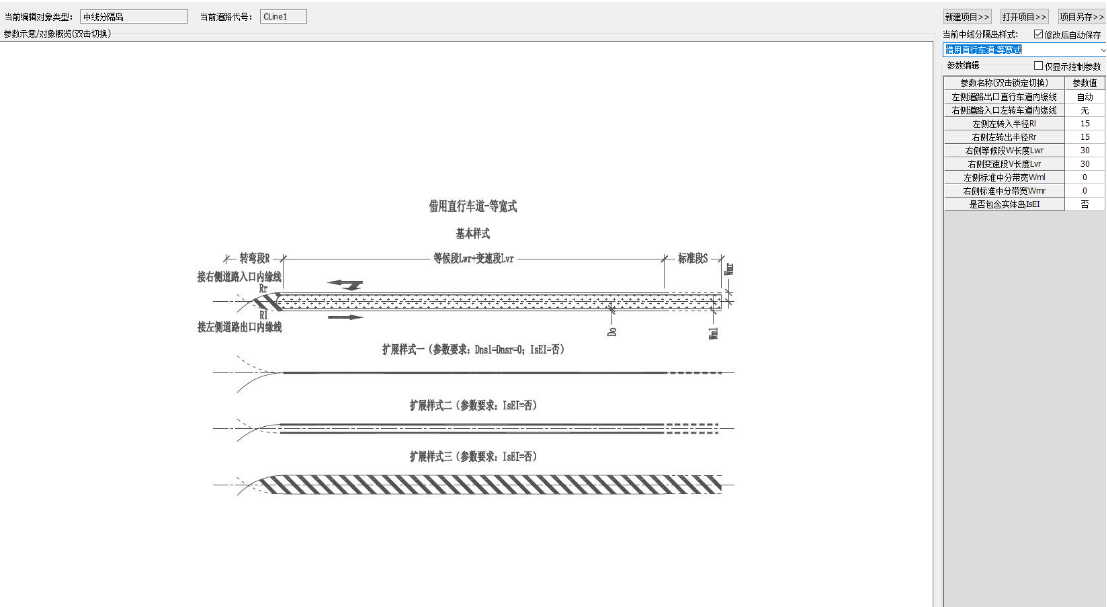 当前编辑对象类型： 中线分隔岛 当前道路代号： CLine1 新建项目>> 打开项目>> 项目另存>>
参数示意/对象概览(双击切换) 当前中线分隔岛样式： 修改后自动保存
借用直行车道-等宽式
参数编辑 仅显示控制参数
参数名称(双击锁定切换) 参数值
左侧道路出口直行车道内缘线 自动
右侧道路入口左转车道内缘线 无
左侧左转入半径Rl 15
右侧左转出半径Rr 15
右侧等候段W长度Lwr 30
右侧变速段V长度Lvr 30
左侧标准中分带宽Wml 0
右侧标准中分带宽Wmr 0
是否包含实体岛IsEI 否
借用直行车道-等宽式
基本样式
转弯段R 等候段Lwr+变速段Lvr 标准段S
Wmr
接右侧道路入口内缘线
Rr
Rl
接左侧道路出口内缘线
Do
Wml
扩展样式一（参数要求：Dnsl=Dnsr=0；IsEI=否）
扩展样式二（参数要求：IsEI=否）
扩展样式三（参数要求：IsEI=否）